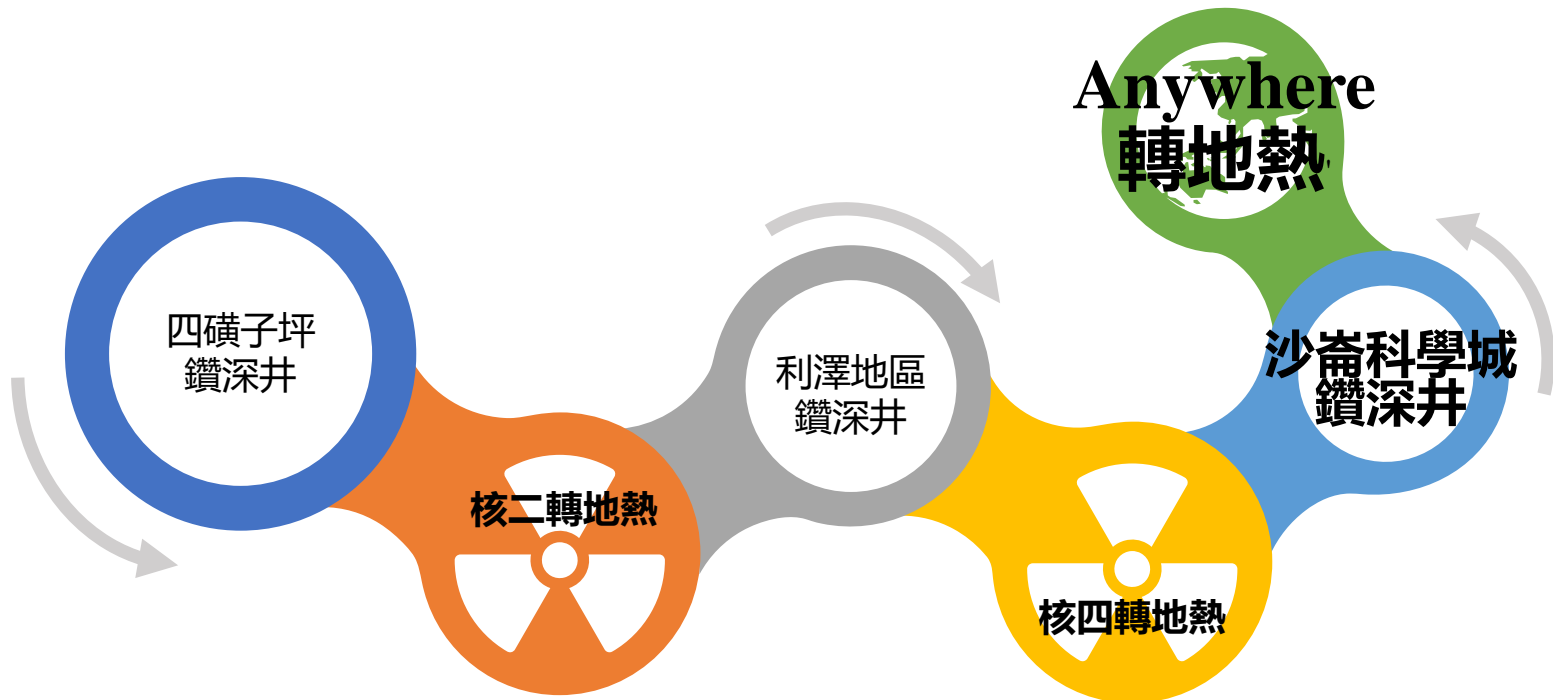 四磺子坪
鑽深井
核二轉地熱
利澤地區
鑽深井
核四轉地熱
沙崙科學城
鑽深井
Anywhere
轉地熱'